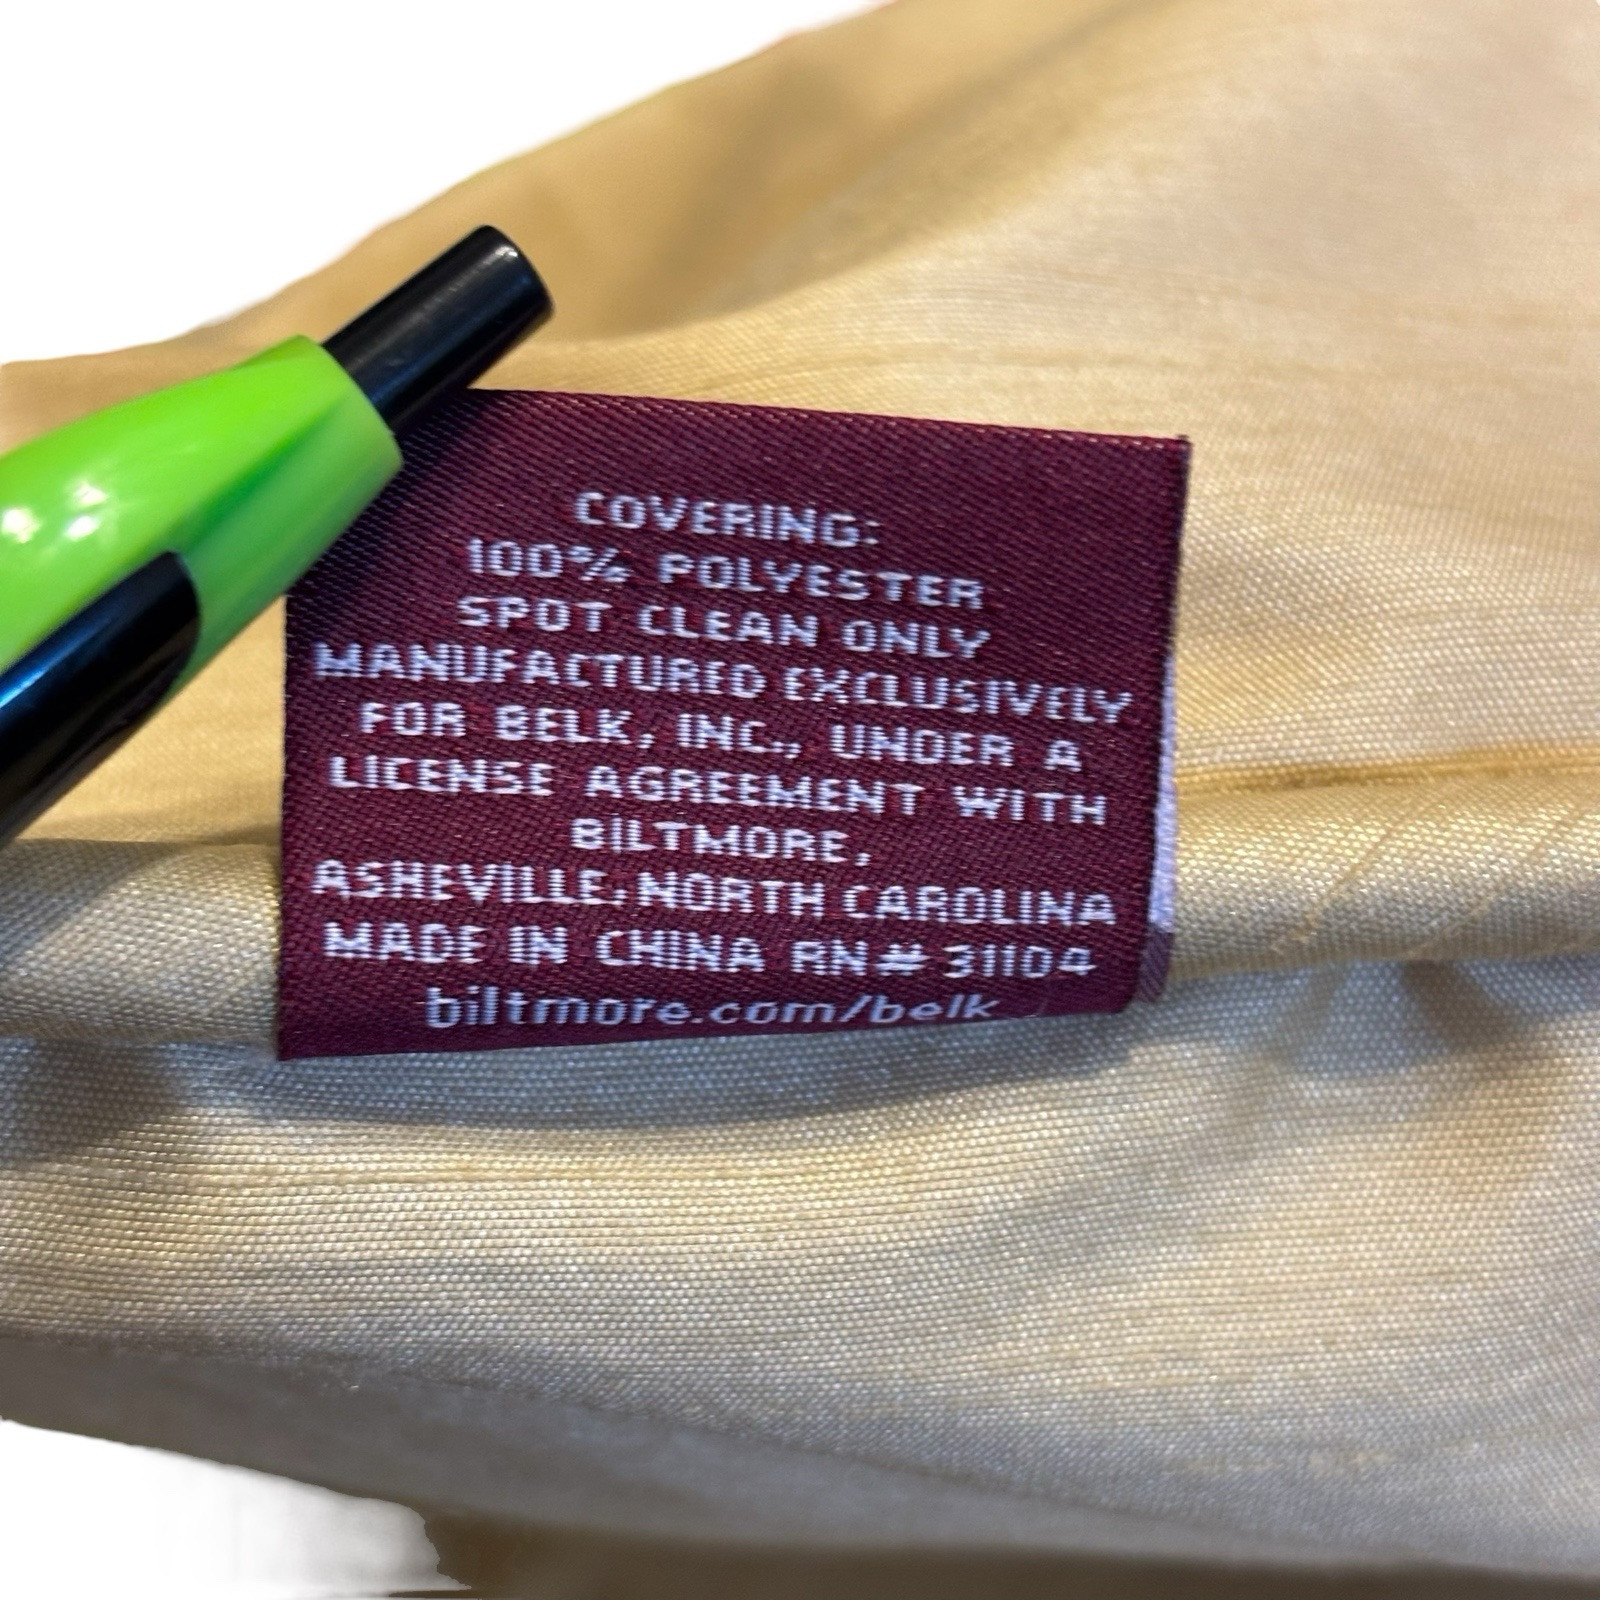 COVERING:
100% POLYESTER
SPOT CLEAN ONLY
MANUFACTURED EXCLUSIVELY
FOR BELK, INC., UNDER A
LICENSE AGREEMENT WITH
BILTMORE,
ASHEVILLE, NORTH CAROLINA
MADE IN CHINA RN# 31104
biltmore.com/belk